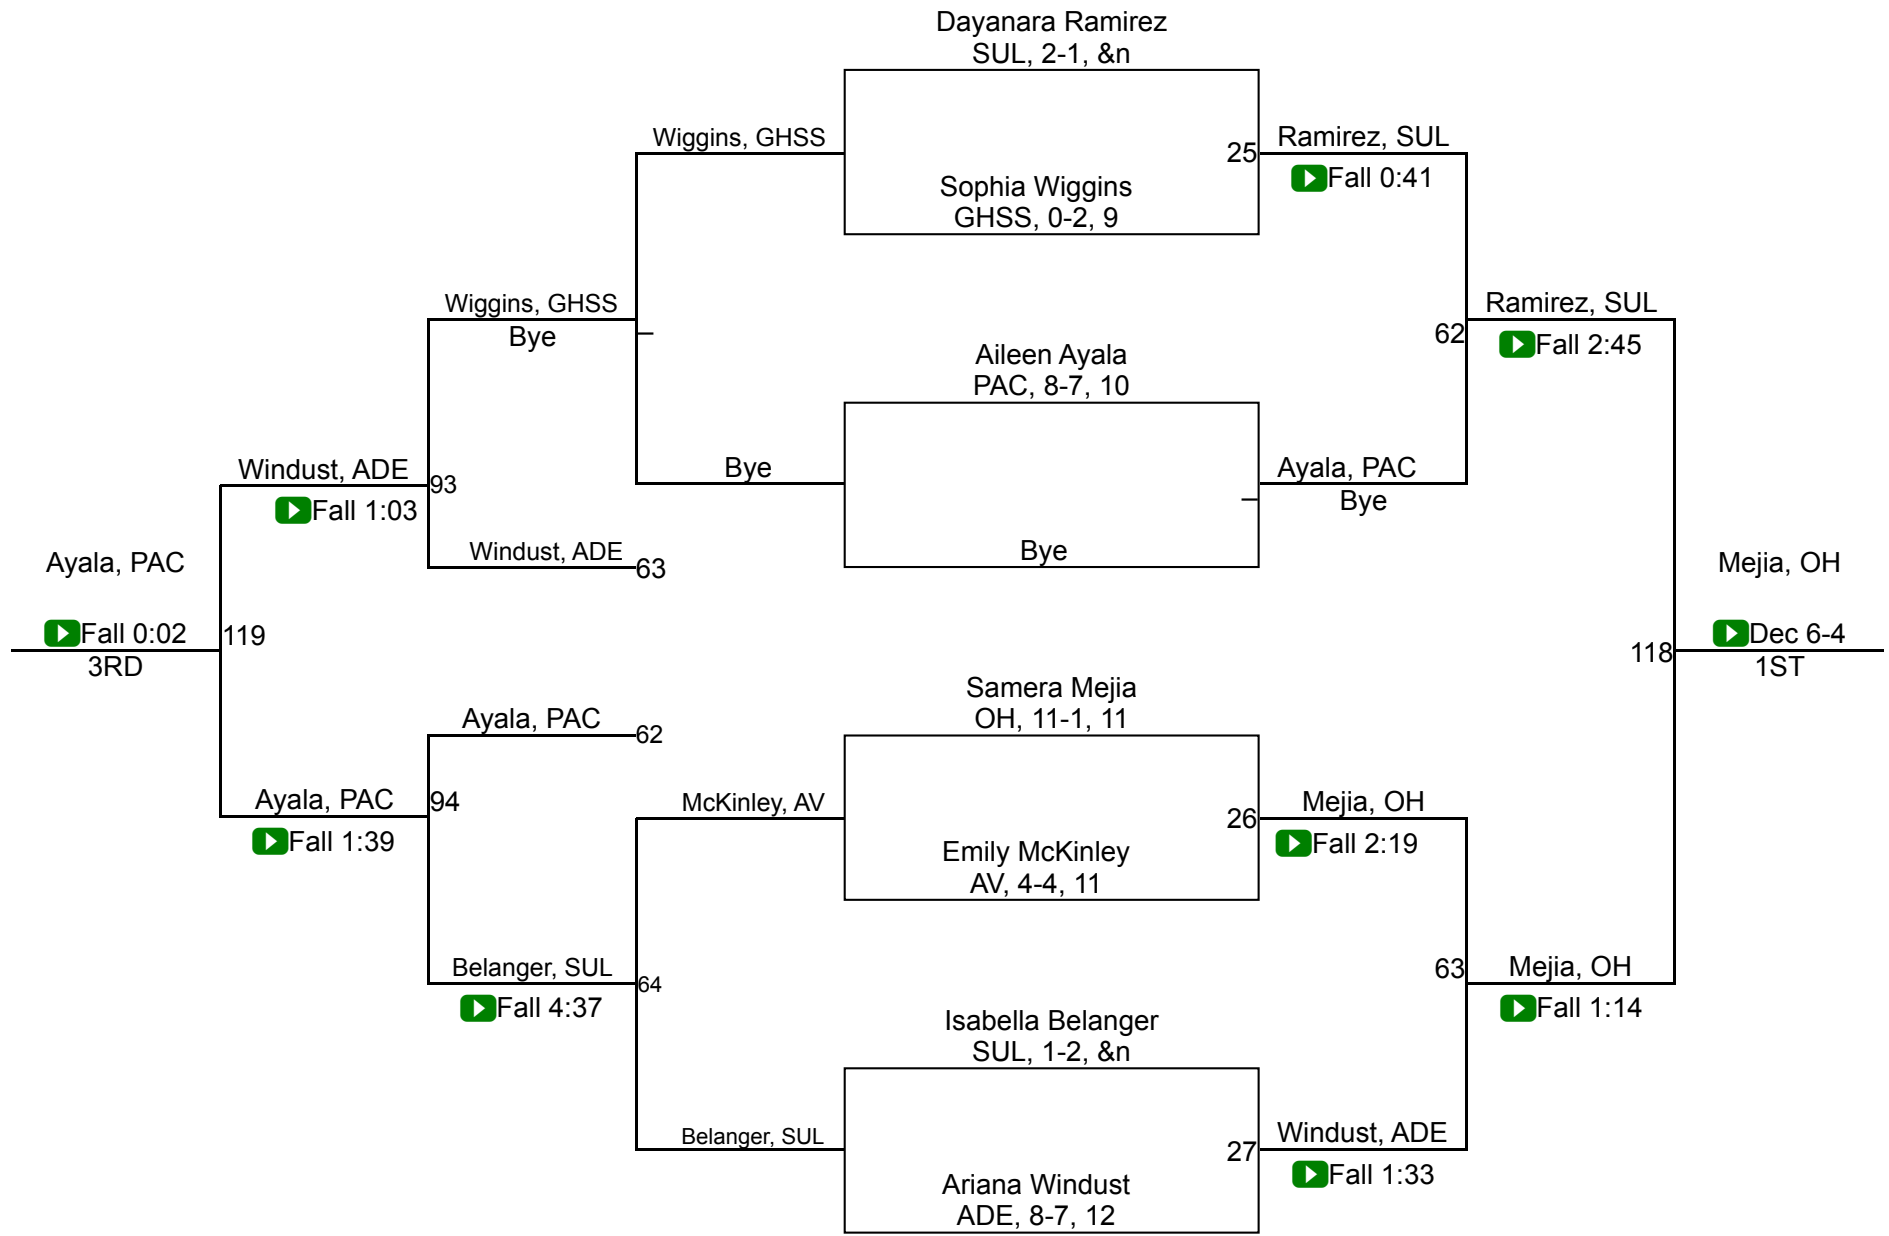 Dayanara Ramirez
SUL, 2-1, &n
Wiggins, GHSS
25
Ramirez, SUL
Fall 0:41
Sophia Wiggins
GHSS, 0-2, 9
Wiggins, GHSS
Bye
62
Ramirez, SUL
Fall 2:45
Aileen Ayala
PAC, 8-7, 10
Windust, ADE
Fall 1:03
93
Bye
Ayala, PAC
Bye
Windust, ADE
63
Bye
Ayala, PAC
Fall 0:02
3RD
119
Mejia, OH
Dec 6-4
1ST
118
Samera Mejia
OH, 11-1, 11
Ayala, PAC
62
Ayala, PAC
Fall 1:39
94
McKinley, AV
26
Mejia, OH
Fall 2:19
Emily McKinley
AV, 4-4, 11
Belanger, SUL
Fall 4:37
64
63
Mejia, OH
Fall 1:14
Isabella Belanger
SUL, 1-2, &n
Belanger, SUL
27
Windust, ADE
Fall 1:33
Ariana Windust
ADE, 8-7, 12